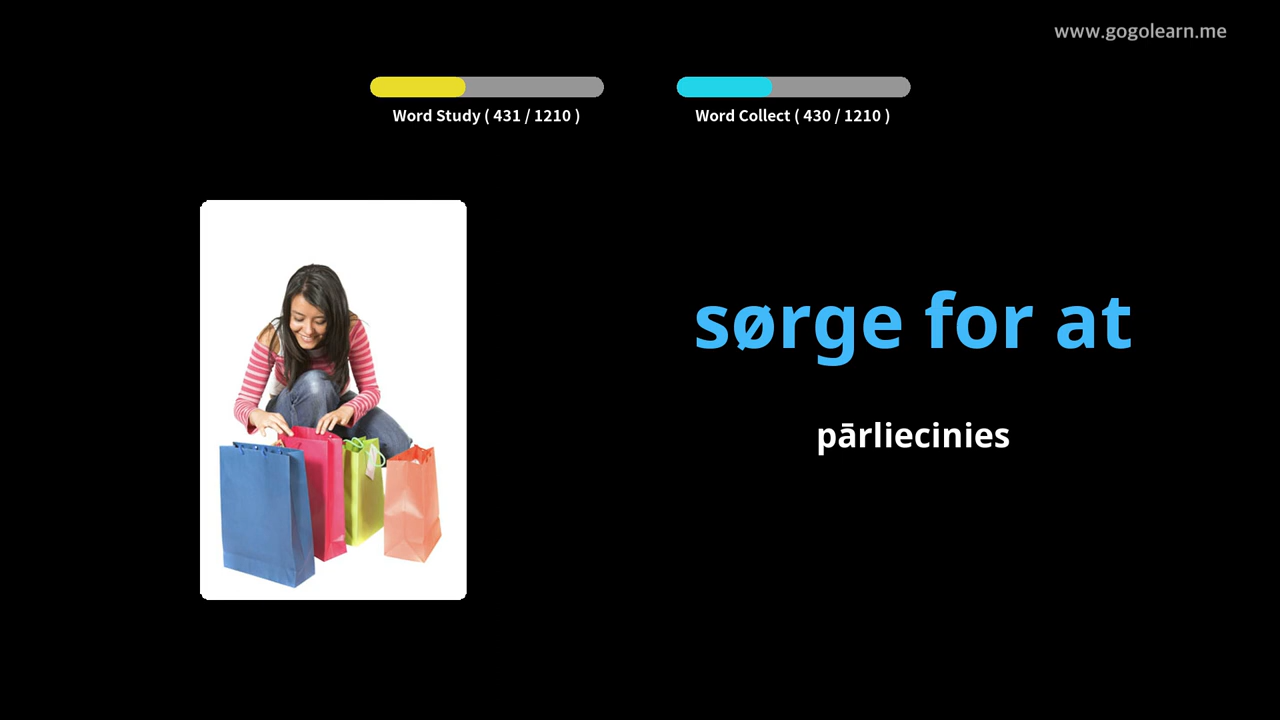 www.gogolearn.me
Word Study ( 431 / 1210 )
Word Collect ( 430 / 1210 )
sørge for at
pārliecinies